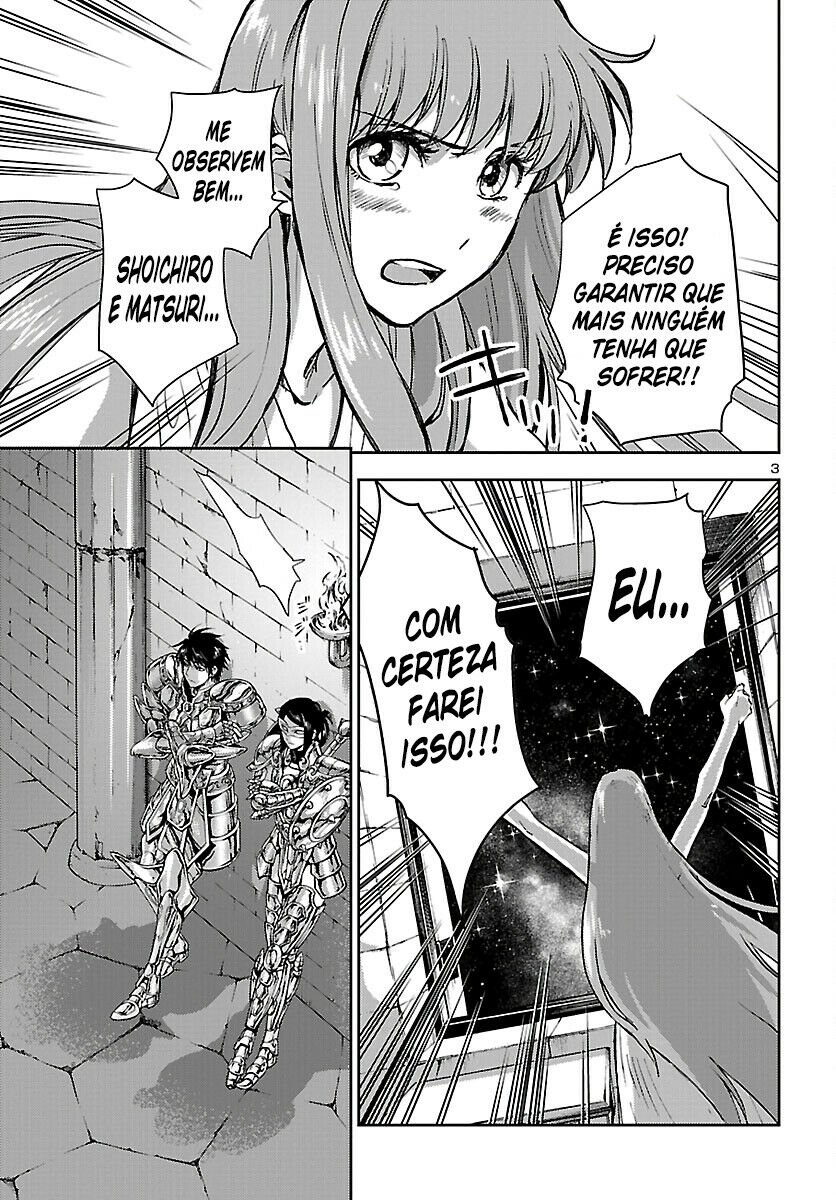 É ISSO!
PRECISO
GARANTIR QUE
MAIS NINGUÉM
TENHA QUE
SOFRER!!
ME
OBSERVEM
BEM...
SHOICHIRO
E MATSURI...
3
EU...
COM
CERTEZA
FAREI
ISSO!!!